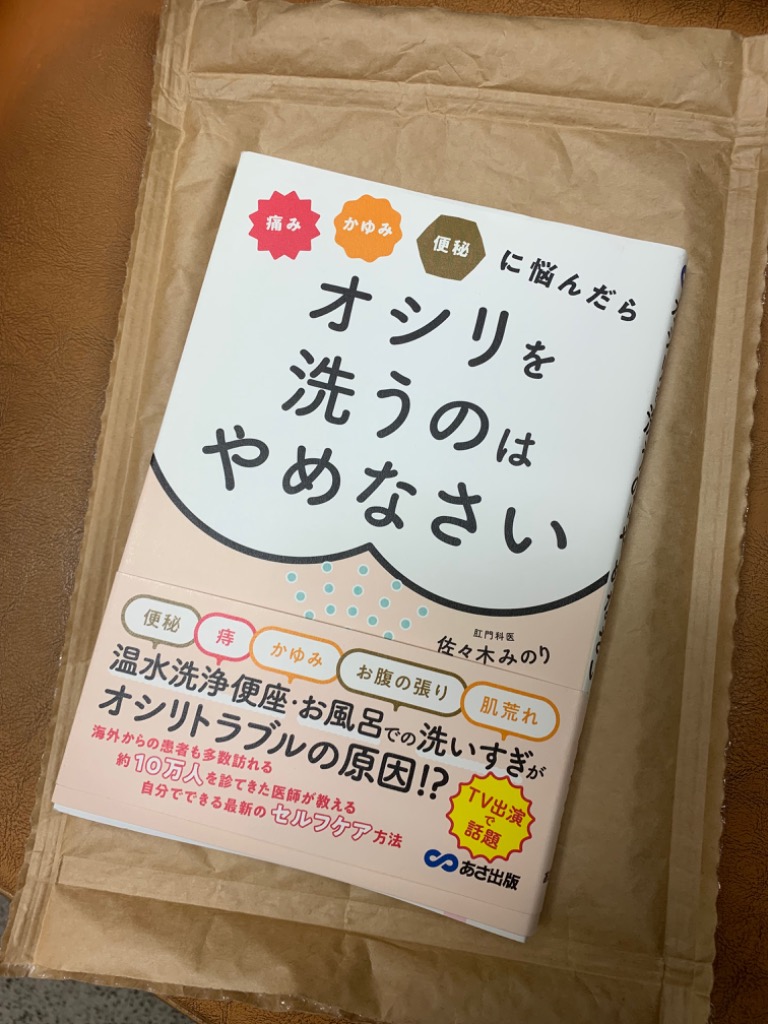 痛み かゆみ 便秘 に悩んだら
オシリを
洗うのは
やめなさい
肛門科医
佐々木みのり
便秘 痔 かゆみ お腹の張り 肌荒れ
温水洗浄便座・お風呂での洗いすぎが
オシリトラブルの原因!?
海外からの患者も多数訪れる
約10万人を診てきた医師が教える
自分でできる最新のセルフケア方法
TV出演
で
話題
あさ出版